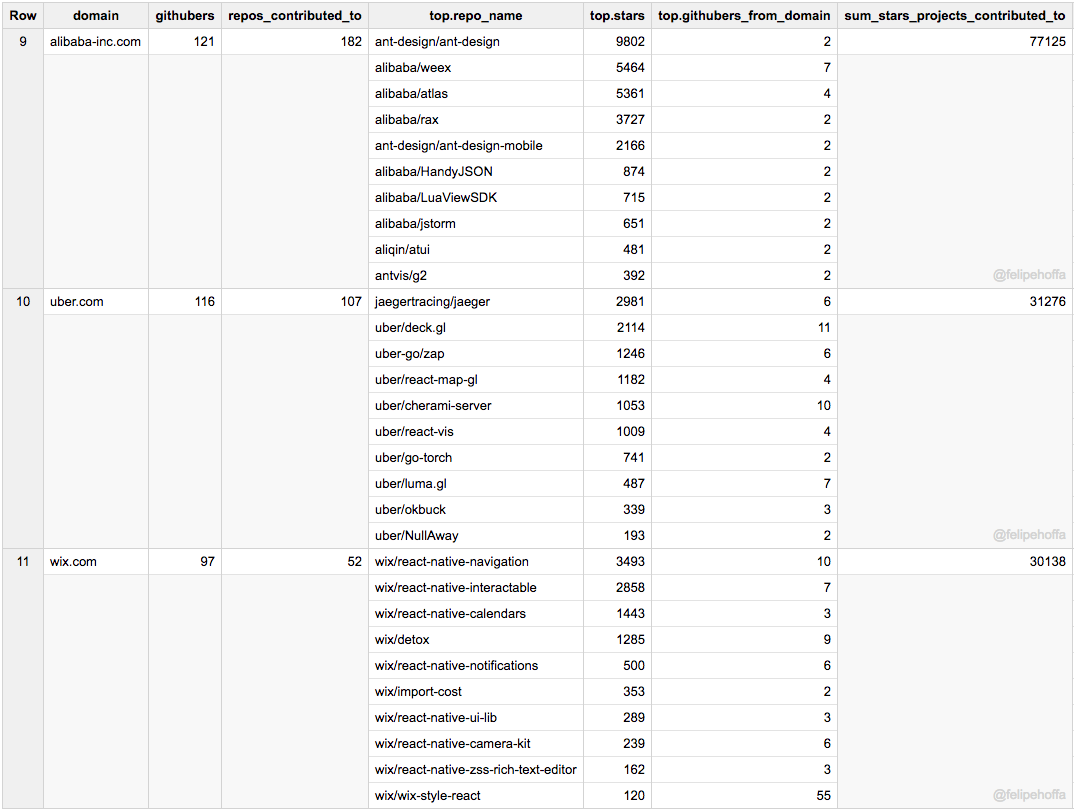 Row domain githubers repos_contributed_to top.repo_name top.stars top.githubers_from_domain sum_stars_projects_contributed_to
9 alibaba-inc.com 121 182 ant-design/ant-design 9802 2 77125
alibaba/weex 5464 7
alibaba/atlas 5361 4
alibaba/rax 3727 2
ant-design/ant-design-mobile 2166 2
alibaba/HandyJSON 874 2
alibaba/LuaViewSDK 715 2
alibaba/jstorm 651 2
aliqin/atui 481 2
antvis/g2 392 2 @felipehoffa
10 uber.com 116 107 jaegertracing/jaeger 2981 6 31276
uber/deck.gl 2114 11
uber-go/zap 1246 6
uber/react-map-gl 1182 4
uber/cherami-server 1053 10
uber/react-vis 1009 4
uber/go-torch 741 2
uber/luma.gl 487 7
uber/okbuck 339 3
uber/NullAway 193 2 @felipehoffa
11 wix.com 97 52 wix/react-native-navigation 3493 10 30138
wix/react-native-interactable 2858 7
wix/react-native-calendars 1443 3
wix/detox 1285 9
wix/react-native-notifications 500 6
wix/import-cost 353 2
wix/react-native-ui-lib 289 3
wix/react-native-camera-kit 239 6
wix/react-native-zss-rich-text-editor 162 3
wix/wix-style-react 120 55 @felipehoffa